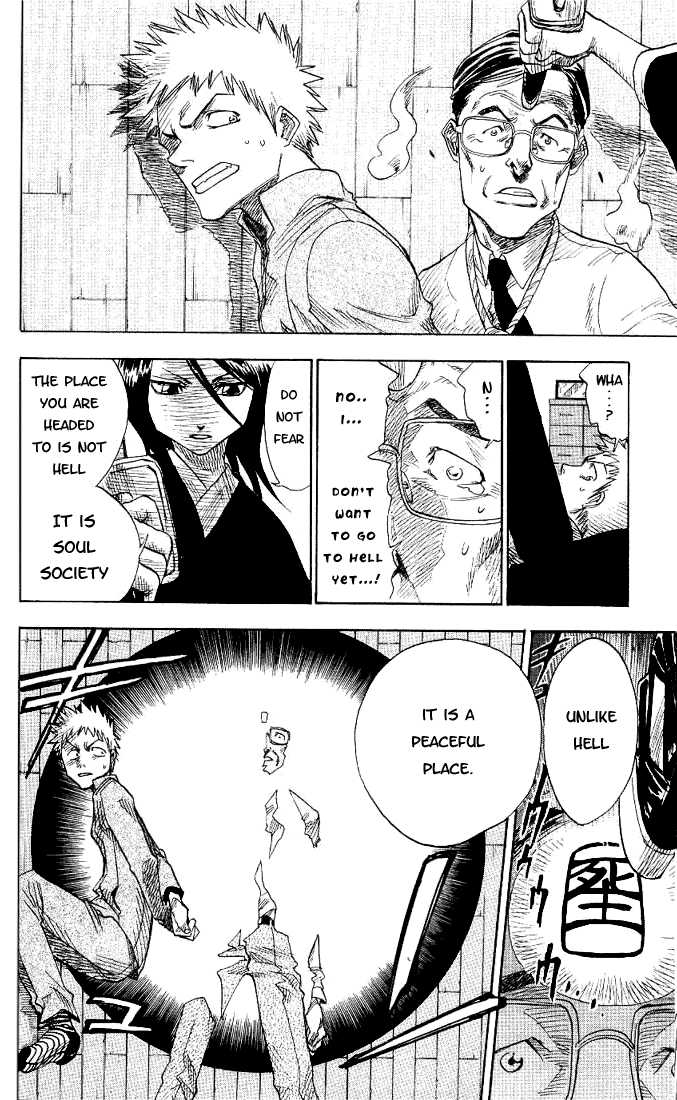 WHA
...?
N
...
NO..
I...
DON'T
WANT
TO GO
TO HELL
YET...!
DO
NOT
FEAR
THE PLACE
YOU ARE
HEADED
TO IS NOT
HELL
IT IS
SOUL
SOCIETY
UNLIKE
HELL
IT IS A
PEACEFUL
PLACE.